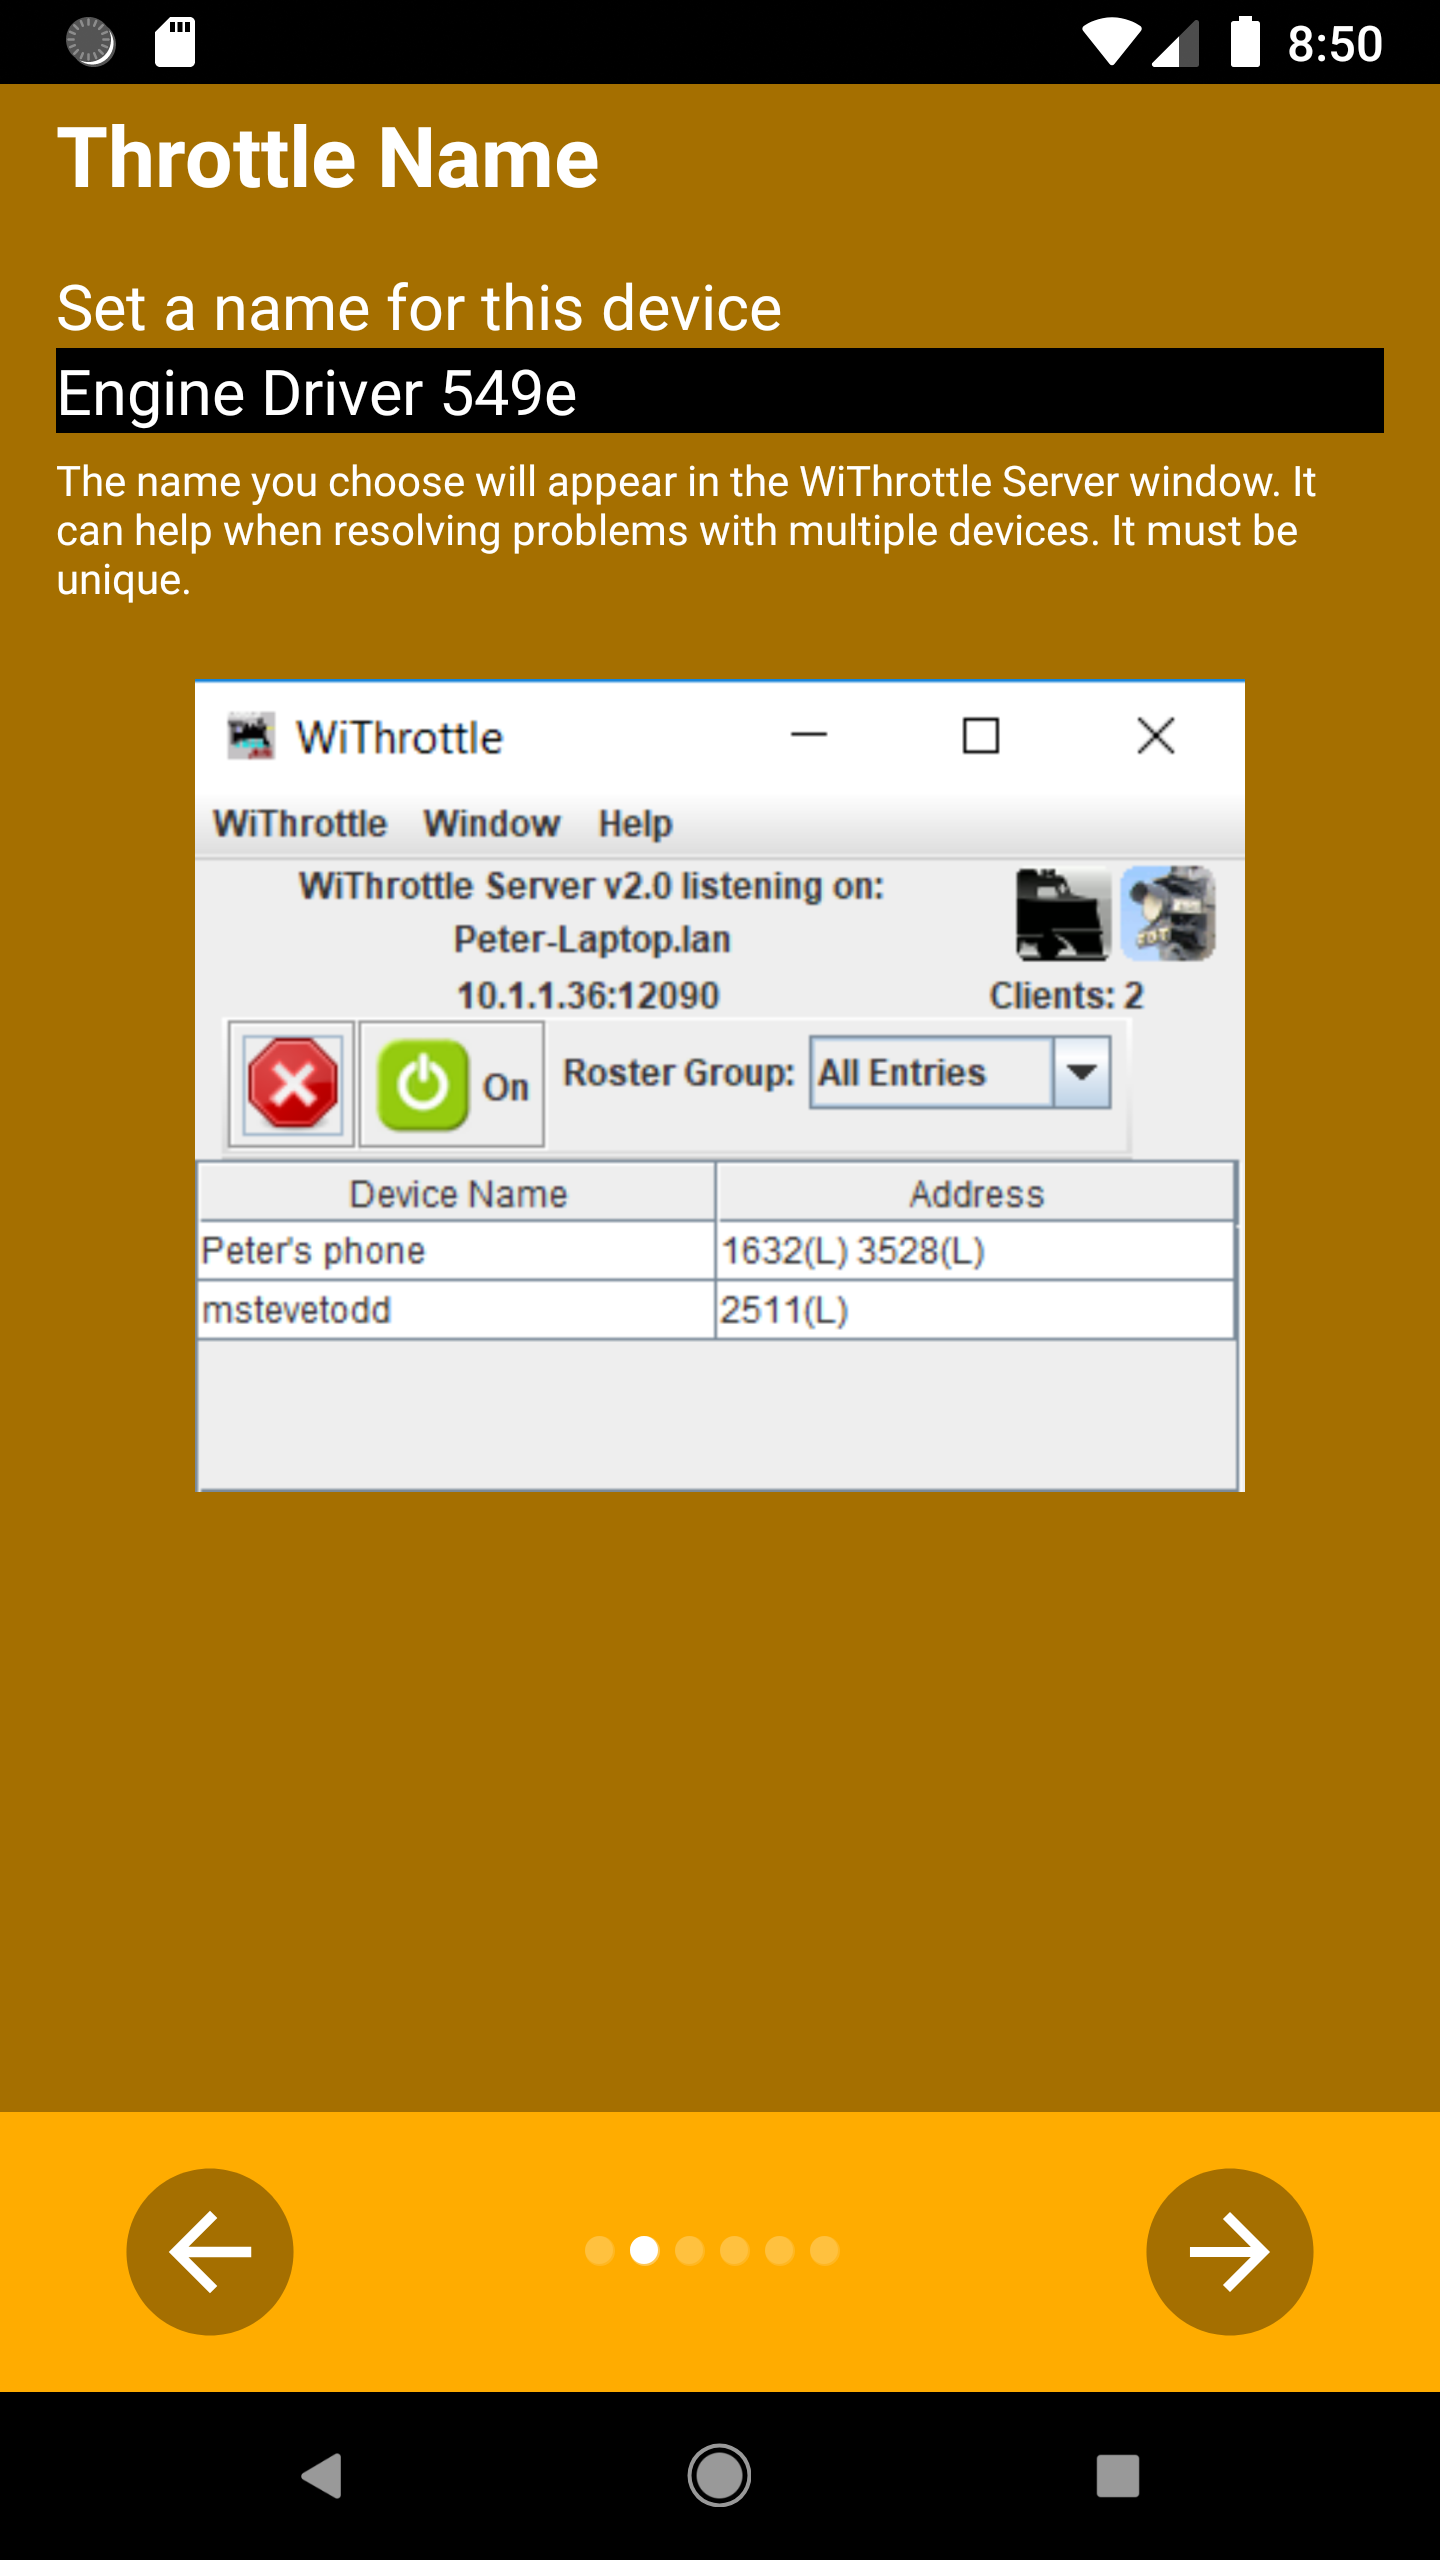 8:50
Throttle Name
Set a name for this device
Engine Driver 549e
The name you choose will appear in the WiThrottle Server window. It
can help when resolving problems with multiple devices. It must be
unique.
WiThrottle
WiThrottle Window Help
WiThrottle Server v2.0 listening on:
Peter-Laptop.lan
10.1.1.36:12090 Clients: 2
On Roster Group: All Entries
Device Name Address
Peter's phone 1632(L) 3528(L)
mstevetodd 2511(L)